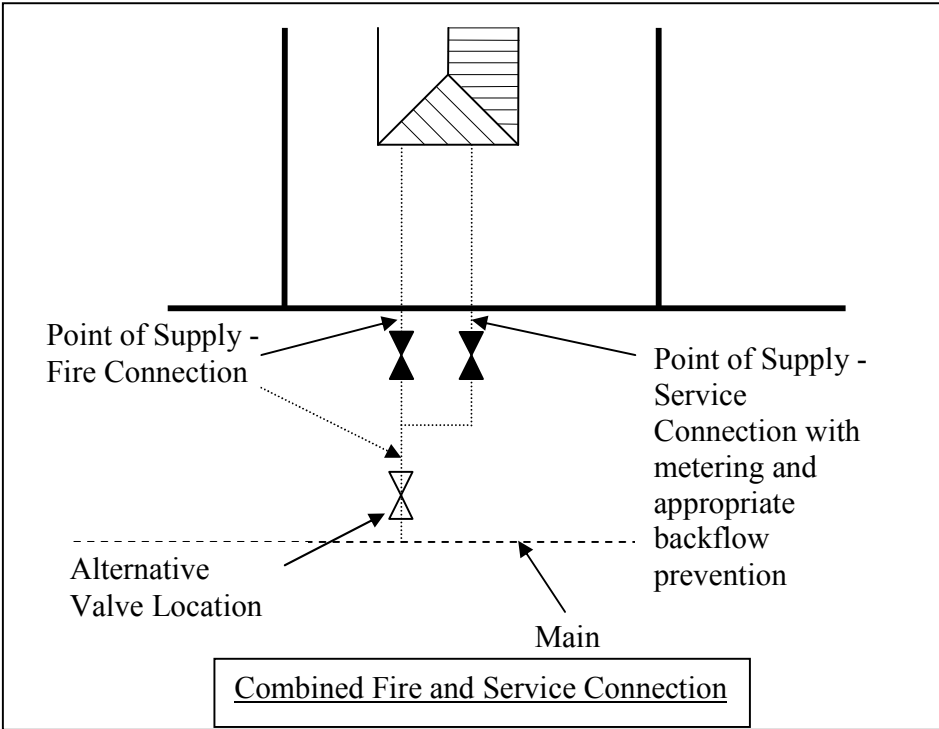 Point of Supply -
Fire Connection
Point of Supply -
Service
Connection with
metering and
appropriate
backflow
prevention
Alternative
Valve Location
Main
Combined Fire and Service Connection